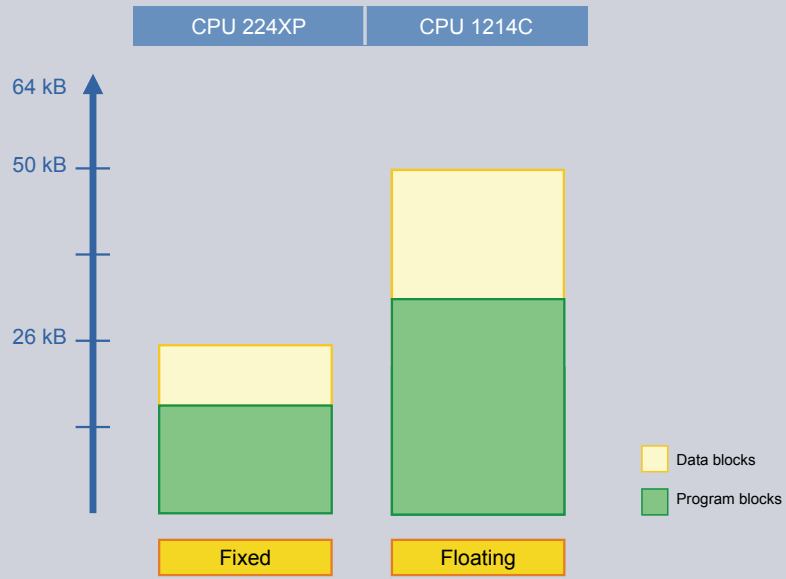 CPU 224XP
CPU 1214C
64 kB
50 kB
26 kB
Data blocks
Program blocks
Fixed
Floating